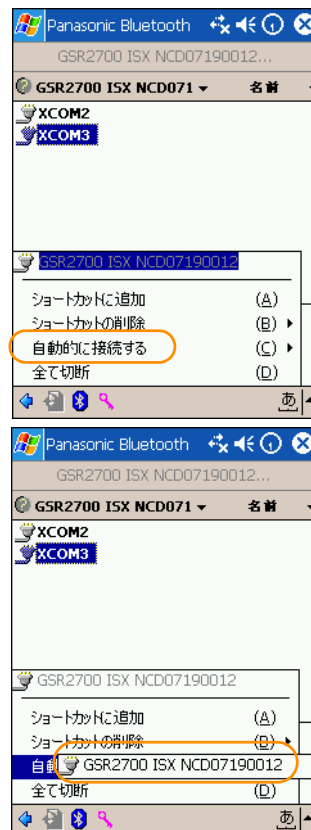 Panasonic Bluetooth
GSR2700 ISX NCD07190012...
GSR2700 ISX NCD071 名前
XCOM2
XCOM3
GSR2700 ISX NCD07190012
ショートカットに追加 (A)
ショートカットの削除 (B)
自動的に接続する (C)
全て切断 (D)
あ
Panasonic Bluetooth
GSR2700 ISX NCD07190012...
GSR2700 ISX NCD071 名前
XCOM2
XCOM3
GSR2700 ISX NCD07190012
ショートカットに追加 (A)
ショートカットの削除 (B)
自 GSR2700 ISX NCD07190012
全て切断 (D)
あ